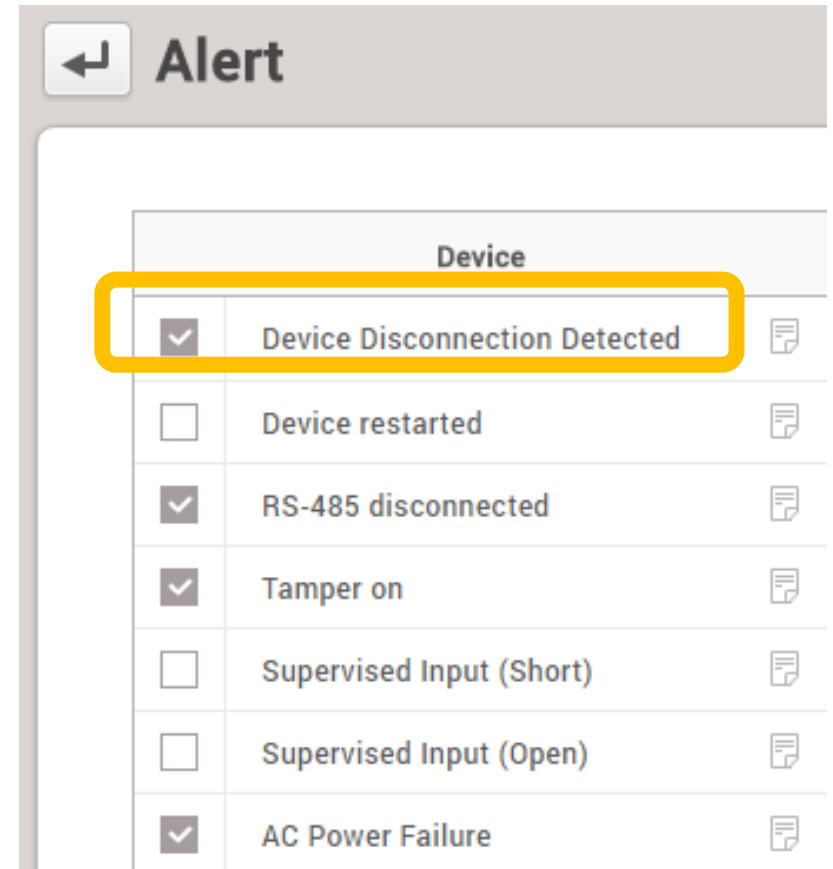 Alert
Device
Device Disconnection Detected
Device restarted
RS-485 disconnected
Tamper on
Supervised Input (Short)
Supervised Input (Open)
AC Power Failure